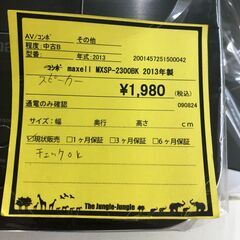 AV/コンポ その他
程度:中古B
型番: 年式:2013 2001457251500042
コンポ maxell MXSP-2300BK 2013年製
スピーカー
¥1,980 (税込)
通電のみ確認 090824
サイズ:幅 奥行 高さ cm
☑現状販売 □1ヶ月保証 □3ヶ月保証 □6ヶ月保証
チェックOK
The Jungle-Jungle